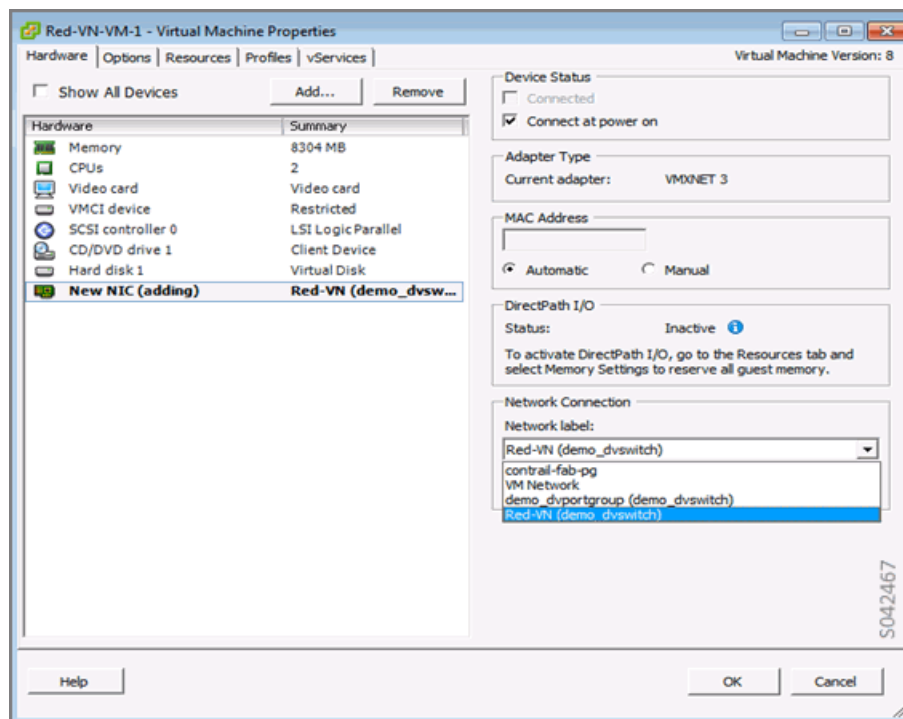 Red-VN-VM-1 - Virtual Machine Properties
Hardware Options Resources Profiles vServices
Virtual Machine Version: 8
Show All Devices
Add...
Remove
Hardware Summary
Memory 8304 MB
CPUs 2
Video card Video card
VMCI device Restricted
SCSI controller 0 LSI Logic Parallel
CD/DVD drive 1 Client Device
Hard disk 1 Virtual Disk
New NIC (adding) Red-VN (demo_dvsw...
Device Status
Connected
Connect at power on
Adapter Type
Current adapter: VMXNET 3
MAC Address
Automatic Manual
DirectPath I/O
Status: Inactive
To activate DirectPath I/O, go to the Resources tab and
select Memory Settings to reserve all guest memory.
Network Connection
Network label:
Red-VN (demo_dvswitch)
contrail-fab-pg
VM Network
demo_dvportgroup (demo_dvswitch)
Red-VN (demo_dvswitch)
S042467
Help
OK
Cancel